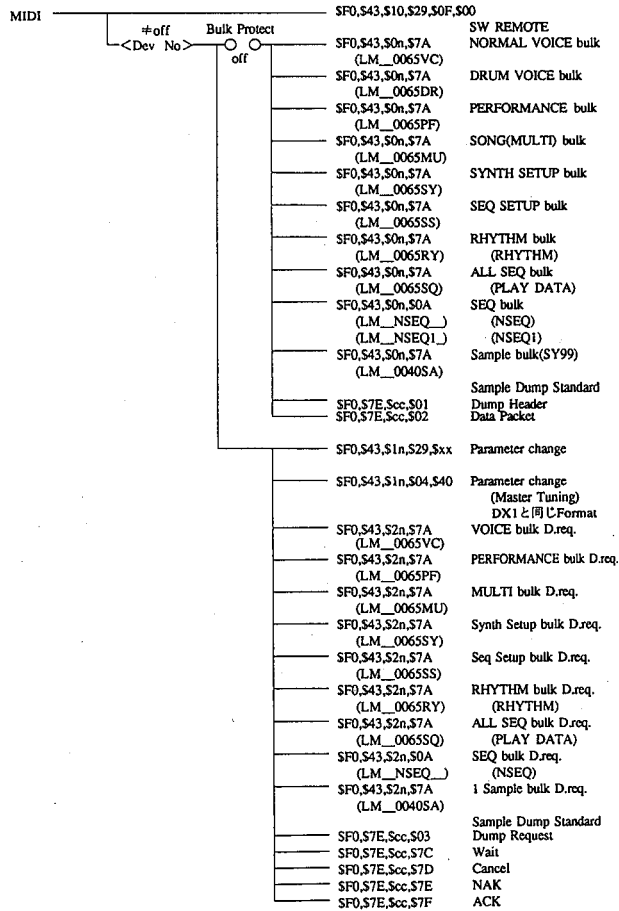 MIDI $F0,$43,$10,$29,$0F,$00
SW REMOTE
≠off Bulk Protect
<Dev No> off
$F0,$43,$0n,$7A NORMAL VOICE bulk
(LM__0065VC)
$F0,$43,$0n,$7A DRUM VOICE bulk
(LM__0065DR)
$F0,$43,$0n,$7A PERFORMANCE bulk
(LM__0065PF)
$F0,$43,$0n,$7A SONG(MULTI) bulk
(LM__0065MU)
$F0,$43,$0n,$7A SYNTH SETUP bulk
(LM__0065SY)
$F0,$43,$0n,$7A SEQ SETUP bulk
(LM__0065SS)
$F0,$43,$0n,$7A RHYTHM bulk
(LM__0065RY) (RHYTHM)
$F0,$43,$0n,$7A ALL SEQ bulk
(LM__0065SQ) (PLAY DATA)
$F0,$43,$0n,$0A SEQ bulk
(LM__NSEQ__) (NSEQ)
(LM__NSEQ1_) (NSEQ1)
$F0,$43,$0n,$7A Sample bulk(SY99)
(LM__0040SA)
Sample Dump Standard
$F0,$7E,$cc,$01 Dump Header
$F0,$7E,$cc,$02 Data Packet
$F0,$43,$1n,$29,$xx Parameter change
$F0,$43,$1n,$04,$40 Parameter change
(Master Tuning)
DX1と同じFormat
$F0,$43,$2n,$7A VOICE bulk D.req.
(LM__0065VC)
$F0,$43,$2n,$7A PERFORMANCE bulk D.req.
(LM__0065PF)
$F0,$43,$2n,$7A MULTI bulk D.req.
(LM__0065MU)
$F0,$43,$2n,$7A Synth Setup bulk D.req.
(LM__0065SY)
$F0,$43,$2n,$7A Seq Setup bulk D.req.
(LM__0065SS)
$F0,$43,$2n,$7A RHYTHM bulk D.req.
(LM__0065RY) (RHYTHM)
$F0,$43,$2n,$7A ALL SEQ bulk D.req.
(LM__0065SQ) (PLAY DATA)
$F0,$43,$2n,$0A SEQ bulk D.req.
(LM__NSEQ__) (NSEQ)
$F0,$43,$2n,$7A 1 Sample bulk D.req.
(LM__0040SA)
Sample Dump Standard
$F0,$7E,$cc,$03 Dump Request
$F0,$7E,$cc,$7C Wait
$F0,$7E,$cc,$7D Cancel
$F0,$7E,$cc,$7E NAK
$F0,$7E,$cc,$7F ACK